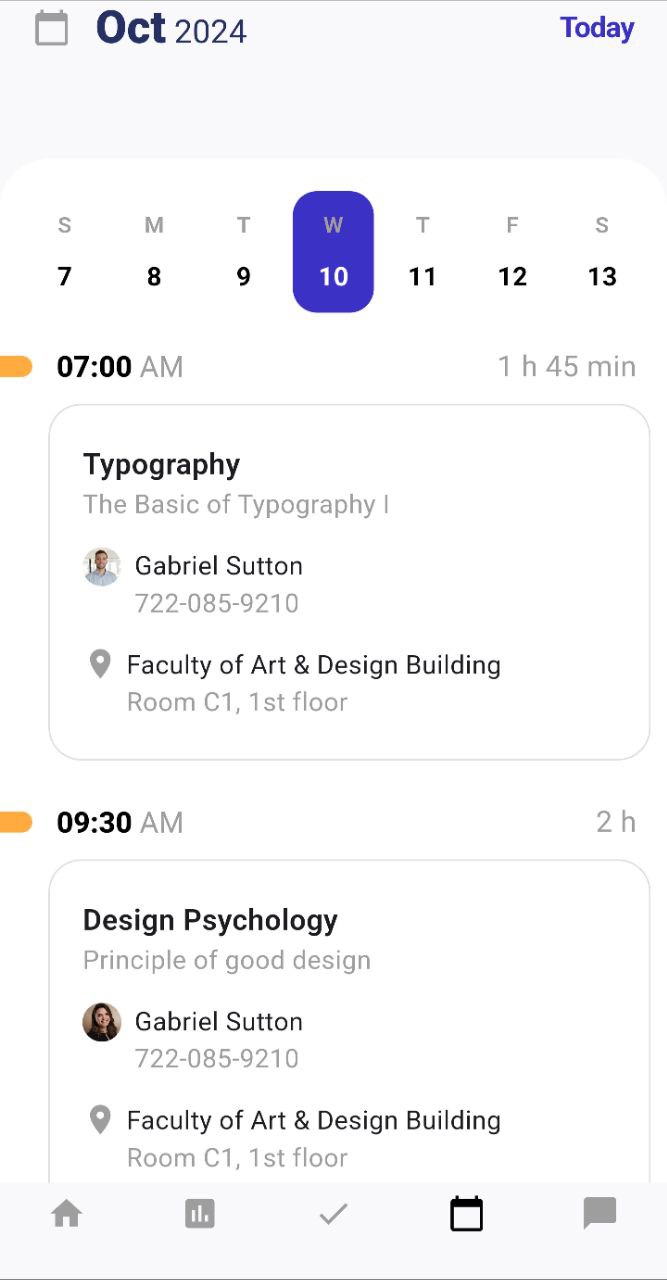 Oct 2024 Today
S M T W T F S
7 8 9 10 11 12 13
07:00 AM 1 h 45 min
Typography
The Basic of Typography I
Gabriel Sutton
722-085-9210
Faculty of Art & Design Building
Room C1, 1st floor
09:30 AM 2 h
Design Psychology
Principle of good design
Gabriel Sutton
722-085-9210
Faculty of Art & Design Building
Room C1, 1st floor